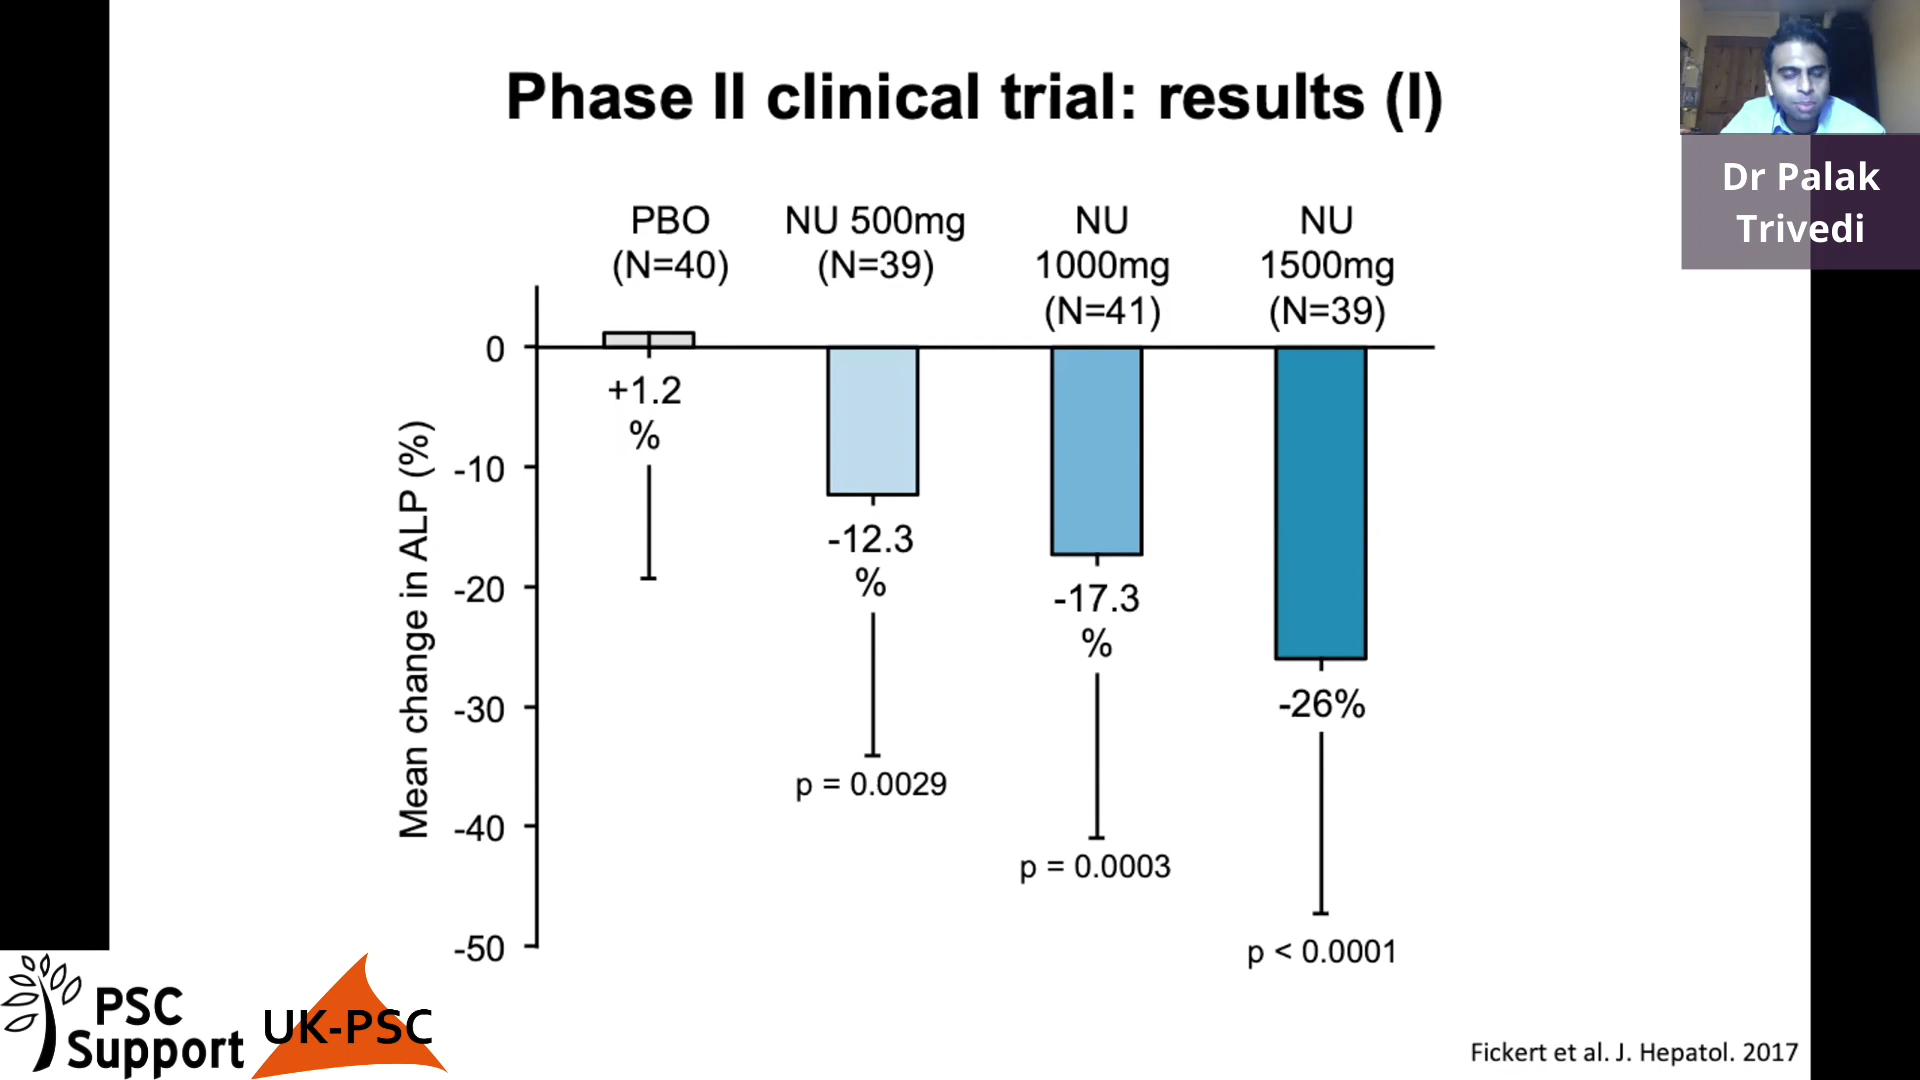 Phase II clinical trial: results (I)
Dr Palak
Trivedi
PBO
(N=40)
NU 500mg
(N=39)
NU
1000mg
(N=41)
NU
1500mg
(N=39)
Mean change in ALP (%)
0
-10
-20
-30
-40
-50
+1.2
%
-12.3
%
-17.3
%
-26%
p = 0.0029
p = 0.0003
p < 0.0001
PSC
Support
UK-PSC
Fickert et al. J. Hepatol. 2017